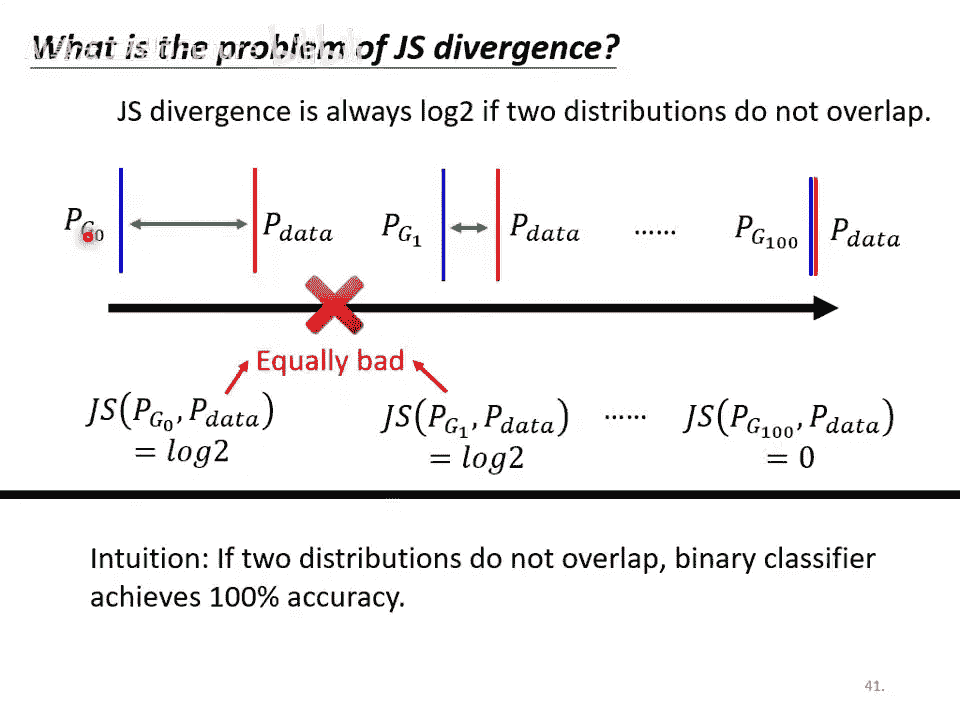 What is the problem of JS divergence?
JS divergence is always log2 if two distributions do not overlap.
P_{G_0} P_{data} P_{G_1} P_{data} …… P_{G_{100}} P_{data}
Equally bad
JS(P_{G_0}, P_{data}) JS(P_{G_1}, P_{data}) …… JS(P_{G_{100}}, P_{data})
= log2 = log2 = 0
Intuition: If two distributions do not overlap, binary classifier
achieves 100% accuracy.
41.